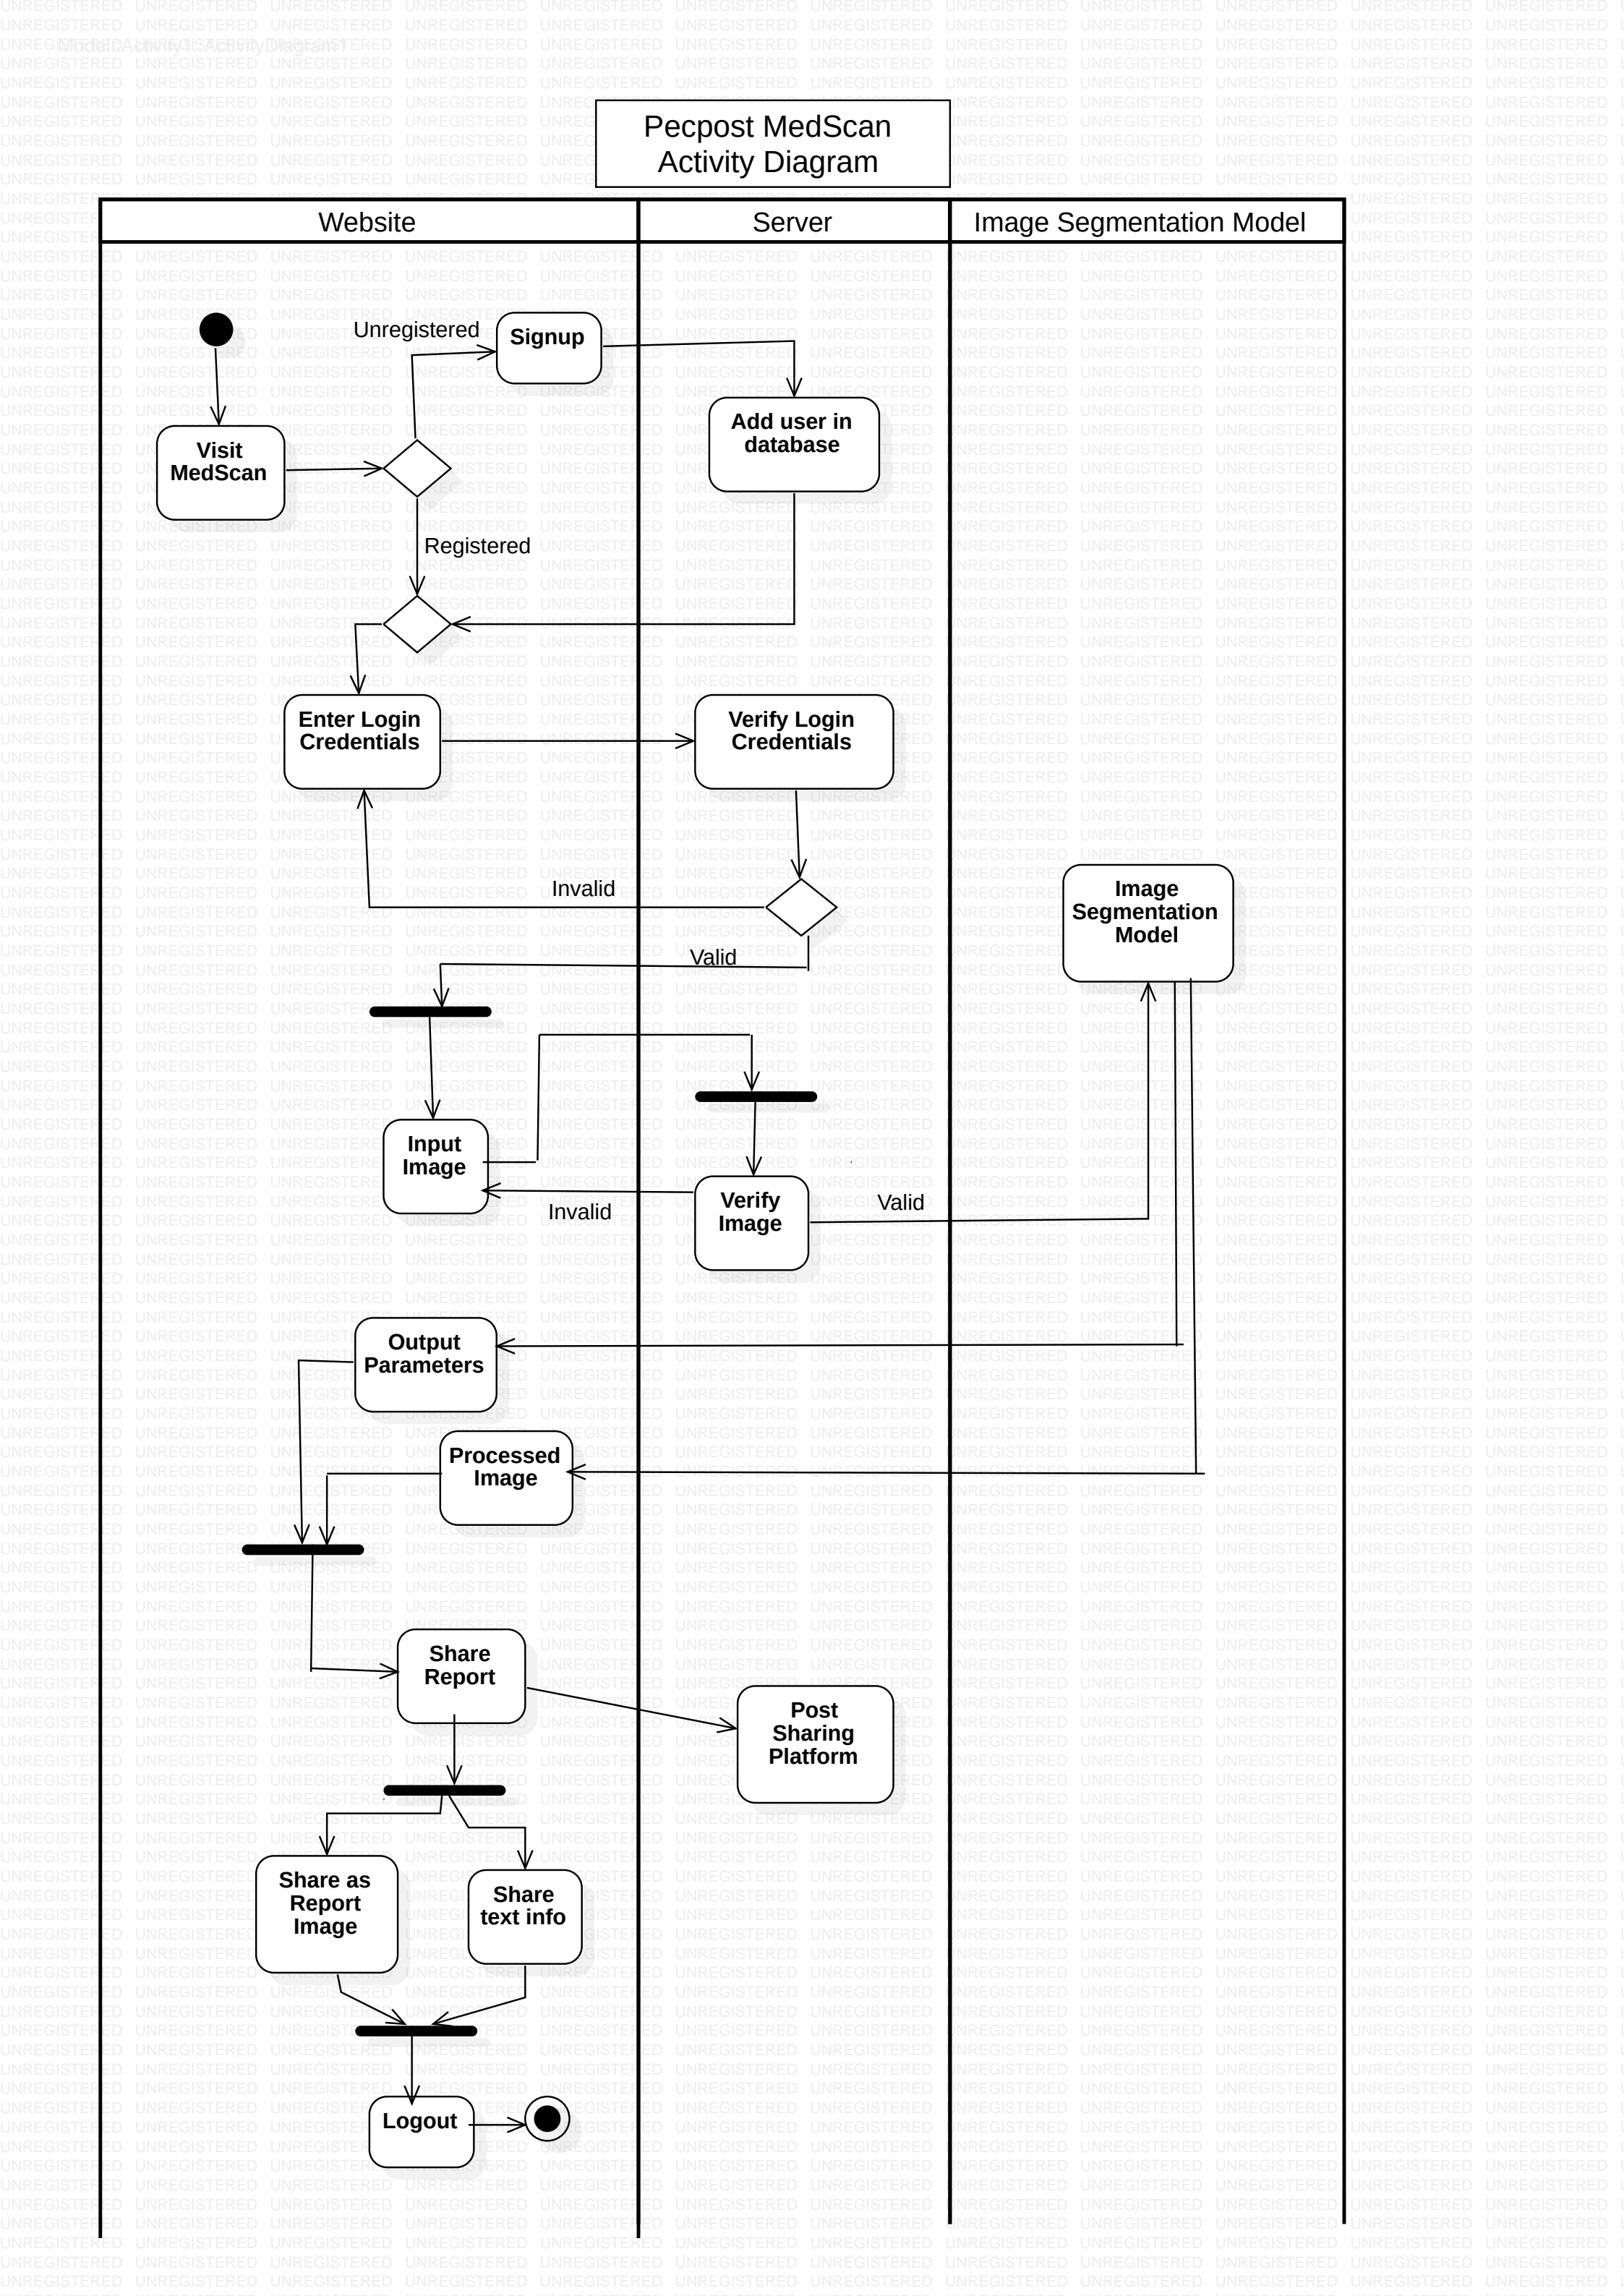 Model::Activity1::ActivityDiagram1
Pecpost MedScan
Activity Diagram
Website
Server
Image Segmentation Model
Unregistered
Signup
Visit
MedScan
Add user in
database
Registered
Enter Login
Credentials
Verify Login
Credentials
Invalid
Valid
Image
Segmentation
Model
Input
Image
Invalid
Verify
Image
Valid
Output
Parameters
Processed
Image
Share
Report
Post
Sharing
Platform
Share as
Report
Image
Share
text info
Logout
UNREGISTERED